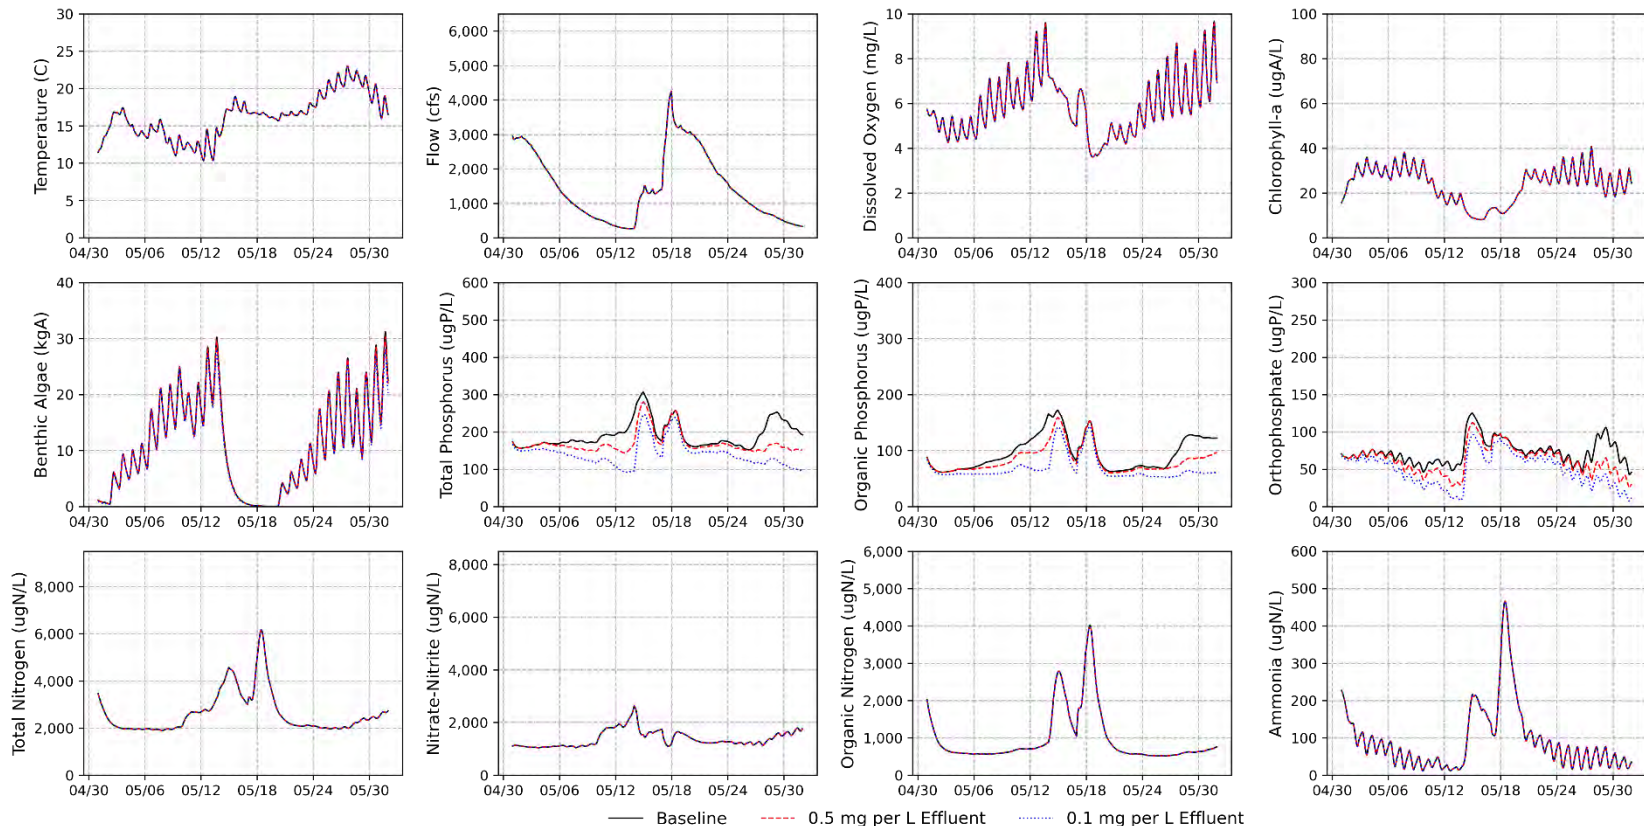 Temperature (C)
30
25
20
15
10
5
0
04/30 05/06 05/12 05/18 05/24 05/30
Flow (cfs)
6,000
5,000
4,000
3,000
2,000
1,000
0
04/30 05/06 05/12 05/18 05/24 05/30
Dissolved Oxygen (mg/L)
10
8
6
4
2
0
04/30 05/06 05/12 05/18 05/24 05/30
Chlorophyll-a (ugA/L)
100
80
60
40
20
0
04/30 05/06 05/12 05/18 05/24 05/30
Benthic Algae (kgA)
40
30
20
10
0
04/30 05/06 05/12 05/18 05/24 05/30
Total Phosphorus (ugP/L)
600
500
400
300
200
100
0
04/30 05/06 05/12 05/18 05/24 05/30
Organic Phosphorus (ugP/L)
400
300
200
100
0
04/30 05/06 05/12 05/18 05/24 05/30
Orthophosphate (ugP/L)
300
250
200
150
100
50
0
04/30 05/06 05/12 05/18 05/24 05/30
Total Nitrogen (ugN/L)
8,000
6,000
4,000
2,000
0
04/30 05/06 05/12 05/18 05/24 05/30
Nitrate-Nitrite (ugN/L)
8,000
6,000
4,000
2,000
0
04/30 05/06 05/12 05/18 05/24 05/30
Organic Nitrogen (ugN/L)
6,000
5,000
4,000
3,000
2,000
1,000
0
04/30 05/06 05/12 05/18 05/24 05/30
Ammonia (ugN/L)
600
500
400
300
200
100
0
04/30 05/06 05/12 05/18 05/24 05/30
Baseline 0.5 mg per L Effluent 0.1 mg per L Effluent